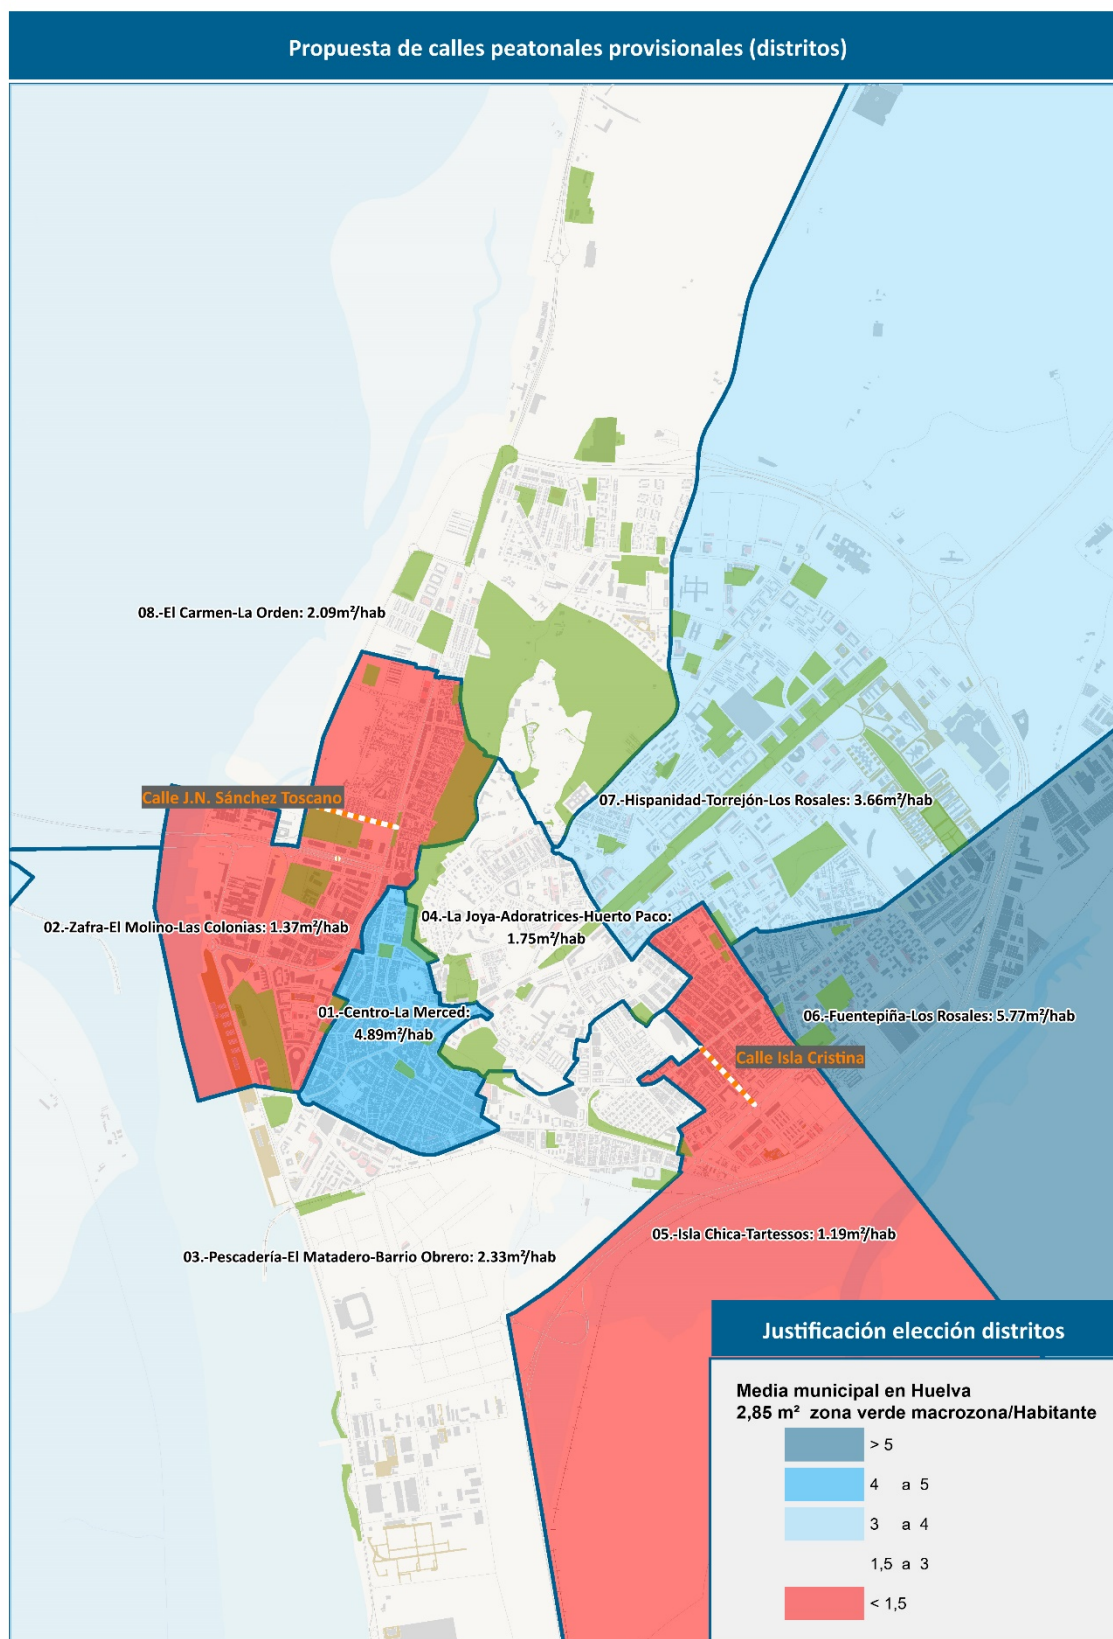 Propuesta de calles peatonales provisionales (distritos)
08.-El Carmen-La Orden: 2.09m²/hab
Calle J.N. Sánchez Toscano
07.-Hispanidad-Torrejón-Los Rosales: 3.66m²/hab
04.-La Joya-Adoratrices-Huerto Paco:
1.75m²/hab
02.-Zafra-El Molino-Las Colonias: 1.37m²/hab
01.-Centro-La Merced:
4.89m²/hab
06.-Fuentepiña-Los Rosales: 5.77m²/hab
Calle Isla Cristina
05.-Isla Chica-Tartessos: 1.19m²/hab
03.-Pescadería-El Matadero-Barrio Obrero: 2.33m²/hab
Justificación elección distritos
Media municipal en Huelva
2,85 m² zona verde macrozona/Habitante
> 5
4 a 5
3 a 4
1,5 a 3
< 1,5